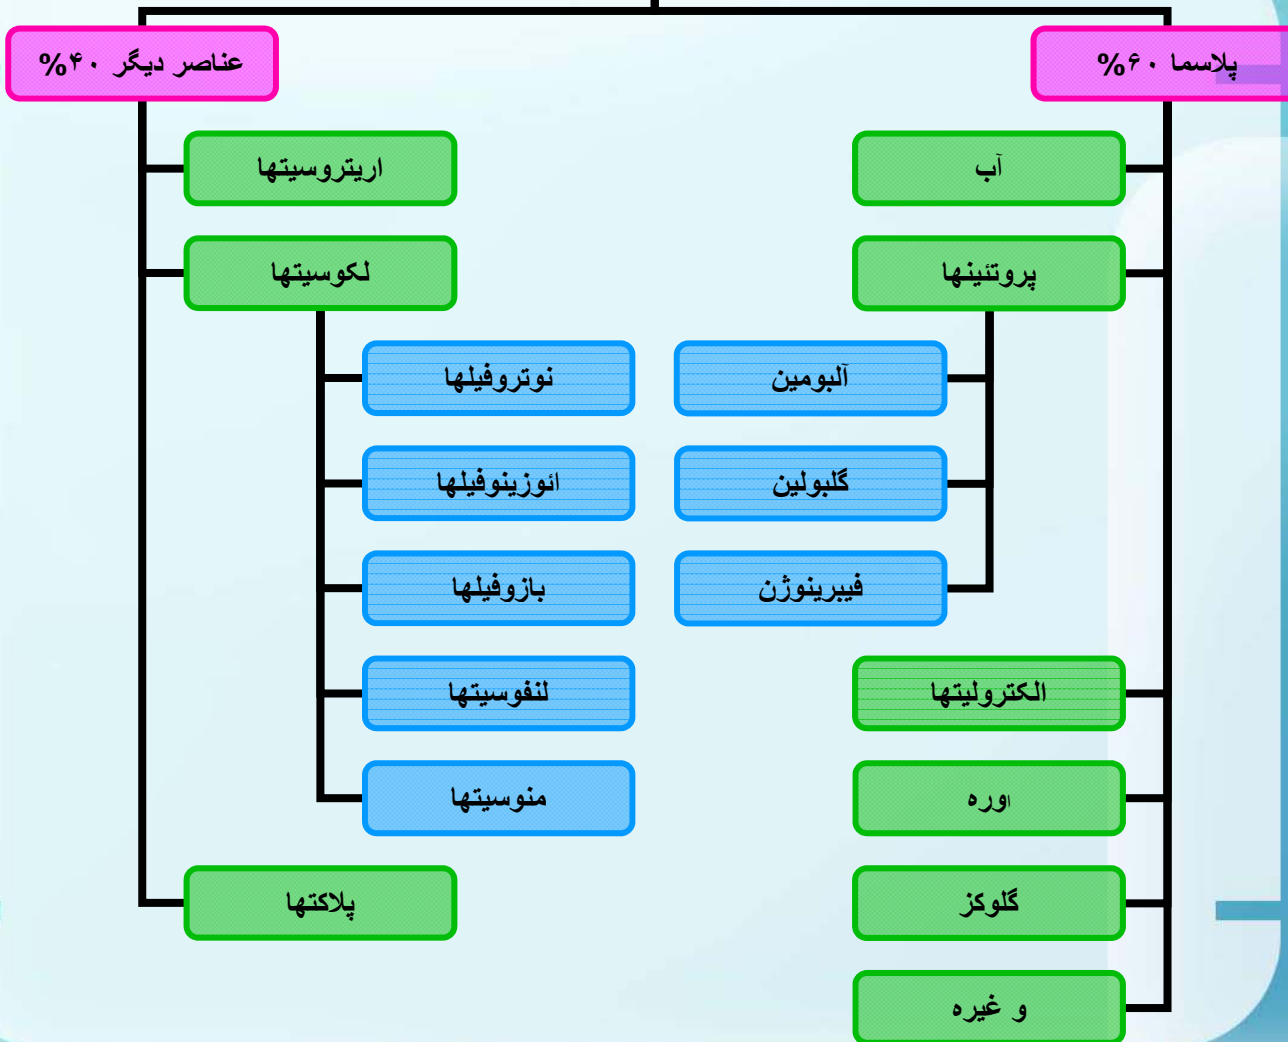 پلاسما ۶۰%
عناصر دیگر ۴۰%
آب
اریتروسیتها
پروتئینها
لکوسیتها
آلبومین
نوتروفیلها
گلبولین
ائوزینوفیلها
فیبرینوژن
بازوفیلها
الکترولیتها
لنفوسیتها
اوره
منوسیتها
گلوکز
پلاکتها
و غیره